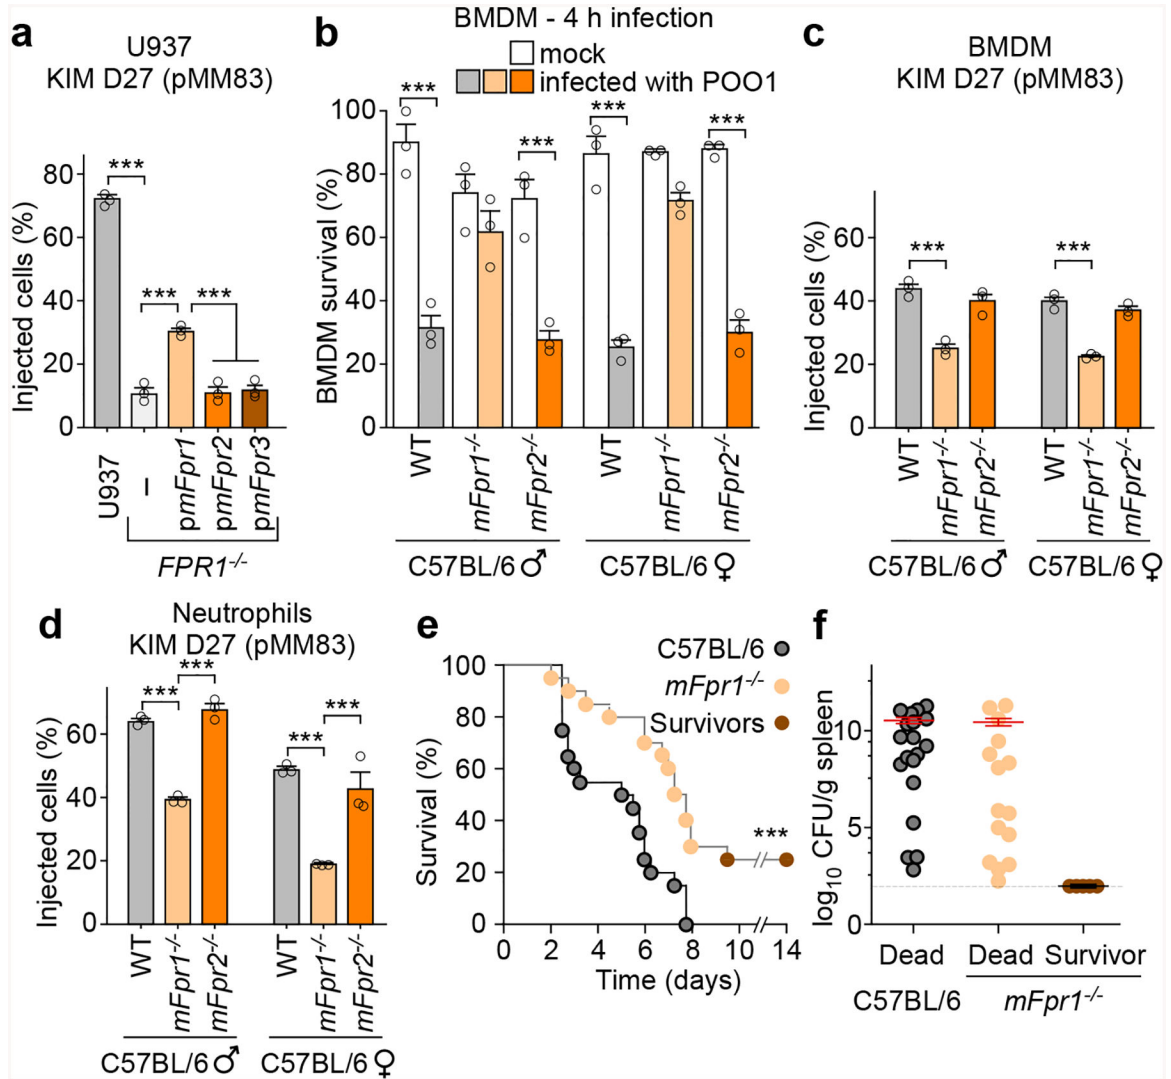 a
U937
KIM D27 (pMM83)
Injected cells (%)
80
60
40
20
0
***
***
***
U937
–
pmFpr1
pmFpr2
pmFpr3
FPR1-/-
b
BMDM - 4 h infection
mock
infected with POO1
BMDM survival (%)
100
80
60
40
20
0
***
***
***
***
WT
mFpr1-/-
mFpr2-/-
WT
mFpr1-/-
mFpr2-/-
C57BL/6 ♂
C57BL/6 ♀
c
BMDM
KIM D27 (pMM83)
Injected cells (%)
60
40
20
0
***
***
WT
mFpr1-/-
mFpr2-/-
WT
mFpr1-/-
mFpr2-/-
C57BL/6 ♂
C57BL/6 ♀
d
Neutrophils
KIM D27 (pMM83)
Injected cells (%)
60
40
20
0
***
***
***
***
WT
mFpr1-/-
mFpr2-/-
WT
mFpr1-/-
mFpr2-/-
C57BL/6 ♂
C57BL/6 ♀
e
C57BL/6
mFpr1-/-
Survivors
Survival (%)
100
80
60
40
20
0
***
0 2 4 6 8 10 14
Time (days)
f
log10 CFU/g spleen
10
5
0
Dead
Dead Survivor
C57BL/6
mFpr1-/-